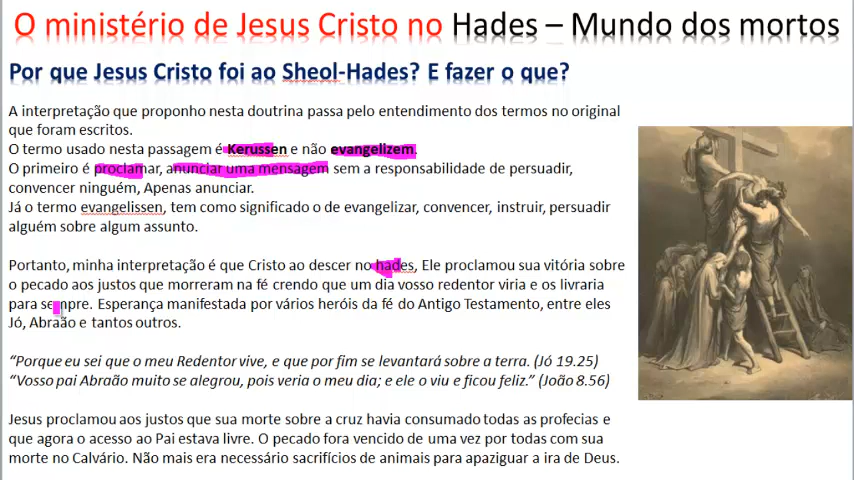 O ministério de Jesus Cristo no Hades – Mundo dos mortos
Por que Jesus Cristo foi ao Sheol-Hades? E fazer o que?
A interpretação que proponho nesta doutrina passa pelo entendimento dos termos no original
que foram escritos.
O termo usado nesta passagem é Kerussen e não evangelizem.
O primeiro é proclamar, anunciar uma mensagem sem a responsabilidade de persuadir,
convencer ninguém, Apenas anunciar.
Já o termo evangelissen, tem como significado o de evangelizar, convencer, instruir, persuadir
alguém sobre algum assunto.
Portanto, minha interpretação é que Cristo ao descer no hades, Ele proclamou sua vitória sobre
o pecado aos justos que morreram na fé crendo que um dia vosso redentor viria e os livraria
para sempre. Esperança manifestada por vários heróis da fé do Antigo Testamento, entre eles
Jó, Abraão e tantos outros.
“Porque eu sei que o meu Redentor vive, e que por fim se levantará sobre a terra. (Jó 19.25)
“Vosso pai Abraão muito se alegrou, pois veria o meu dia; e ele o viu e ficou feliz.” (João 8.56)
Jesus proclamou aos justos que sua morte sobre a cruz havia consumado todas as profecias e
que agora o acesso ao Pai estava livre. O pecado fora vencido de uma vez por todas com sua
morte no Calvário. Não mais era necessário sacrifícios de animais para apaziguar a ira de Deus.